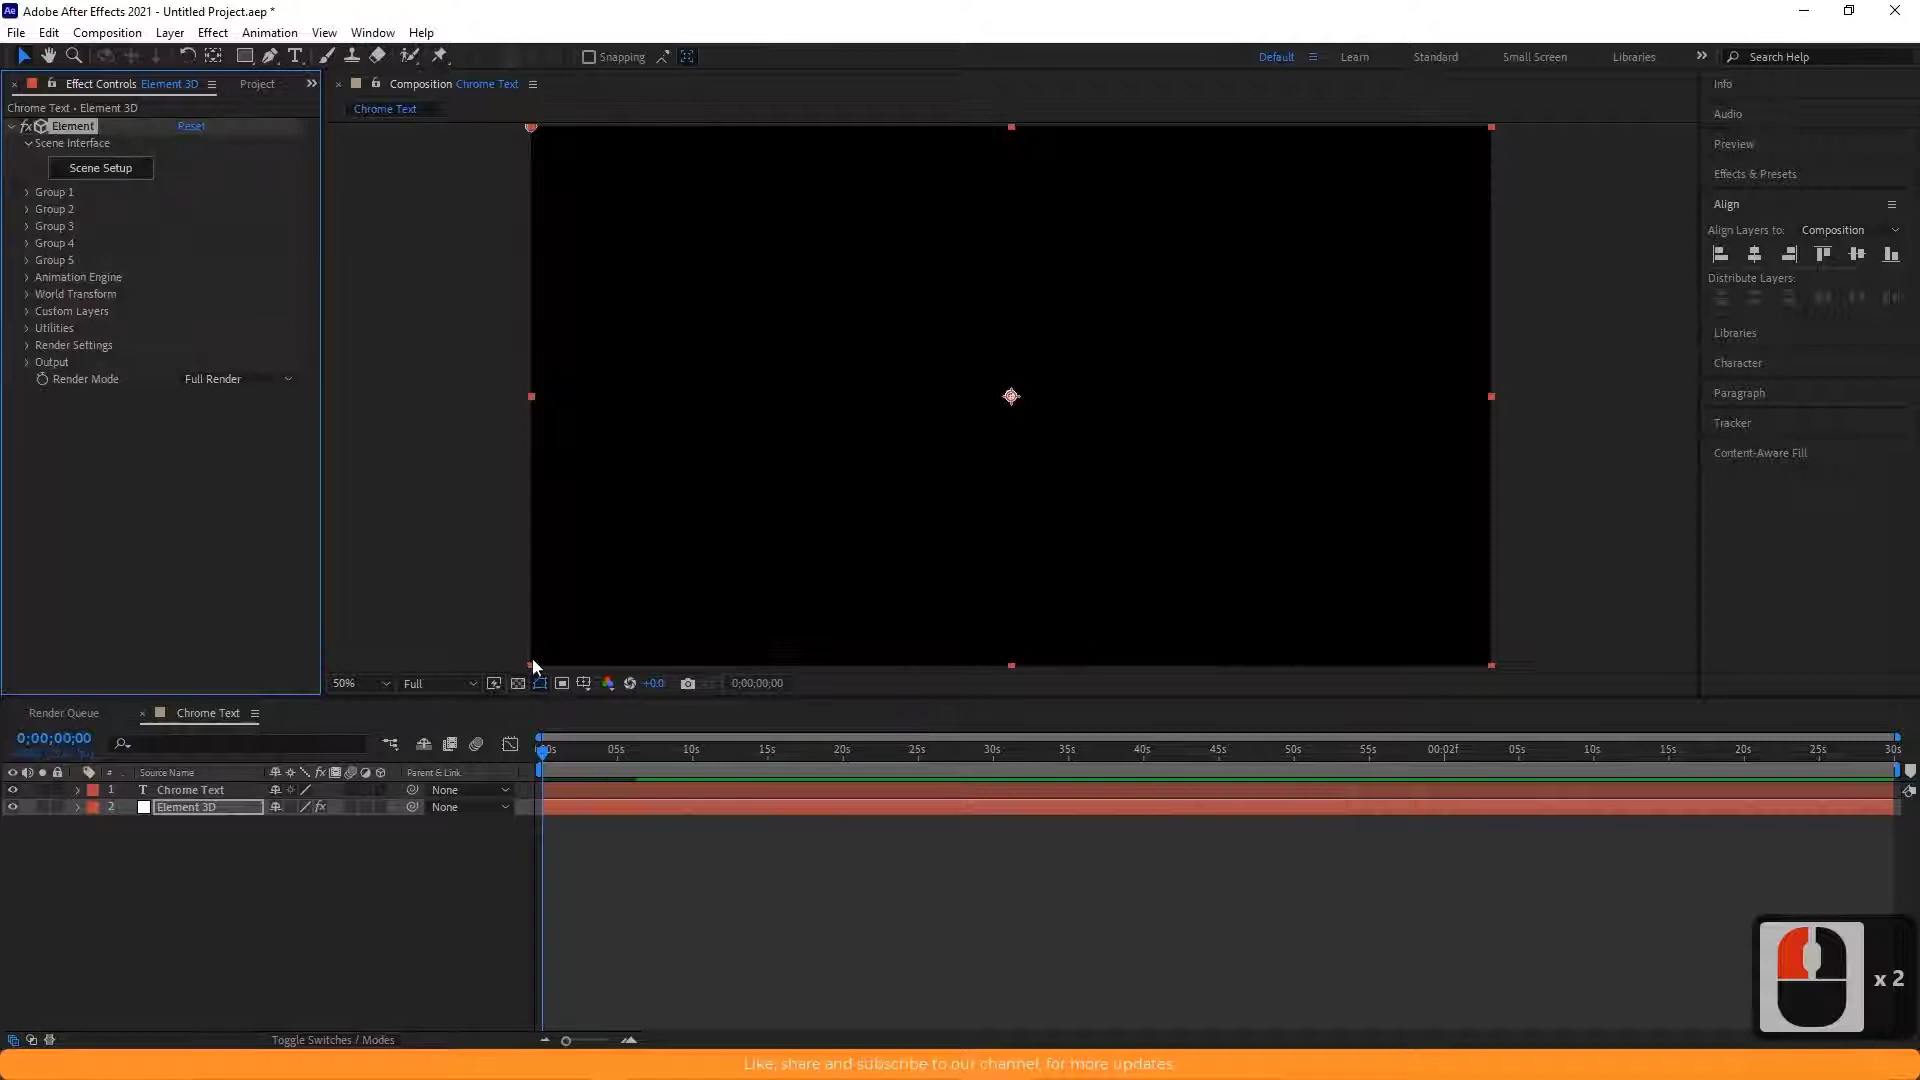 Ae Adobe After Effects 2021 - Untitled Project.aep *
File Edit Composition Layer Effect Animation View Window Help
Snapping Default Learn Standard Small Screen Libraries Search Help
Effect Controls Element 3D Project
Composition Chrome Text
Chrome Text • Element 3D
Chrome Text
fx Element Reset
Scene Interface
Scene Setup
Group 1
Group 2
Group 3
Group 4
Group 5
Animation Engine
World Transform
Custom Layers
Utilities
Render Settings
Output
Render Mode Full Render
Info
Audio
Preview
Effects & Presets
Align
Align Layers to: Composition
Distribute Layers:
Libraries
Character
Paragraph
Tracker
Content-Aware Fill
50% Full +0.0 0;00;00;00
Render Queue Chrome Text
0;00;00;00
05s 10s 15s 20s 25s 30s 35s 40s 45s 50s 55s 00:02f 05s 10s 15s 20s 25s 30s
# Source Name fx Parent & Link
1 T Chrome Text None
2 Element 3D fx None
x 2
Toggle Switches / Modes
Like, share and subscribe to our channel, for more updates.